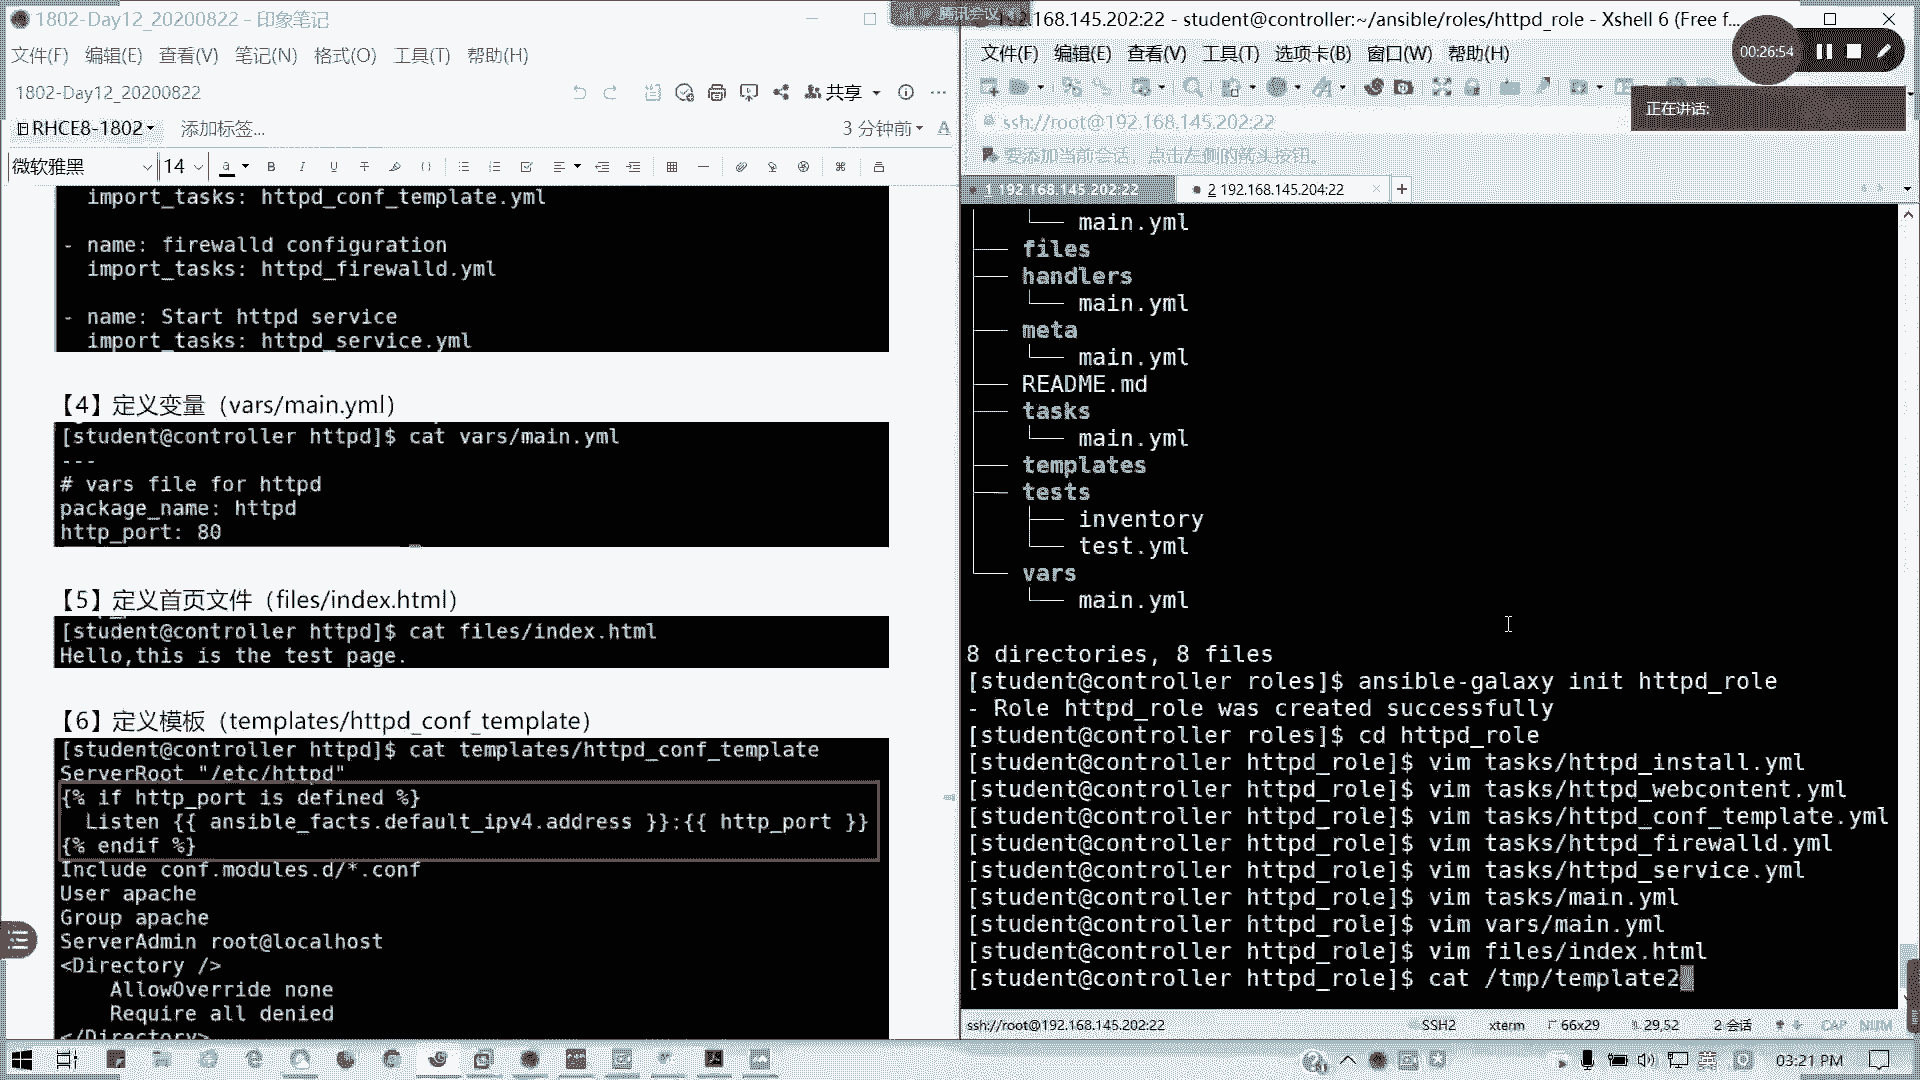 1802-Day12_20200822 - 印象笔记
文件(F) 编辑(E) 查看(V) 笔记(N) 格式(O) 工具(T) 帮助(H)
1802-Day12_20200822
共享
RHCE8-1802
添加标签...
3 分钟前
微软雅黑
14
import_tasks: httpd_conf_template.yml
- name: firewalld configuration
import_tasks: httpd_firewalld.yml
- name: Start httpd service
import_tasks: httpd_service.yml
【4】定义变量（vars/main.yml）
[student@controller httpd]$ cat vars/main.yml
---
# vars file for httpd
package_name: httpd
http_port: 80
【5】定义首页文件（files/index.html）
[student@controller httpd]$ cat files/index.html
Hello,this is the test page.
【6】定义模板（templates/httpd_conf_template）
[student@controller httpd]$ cat templates/httpd_conf_template
ServerRoot "/etc/httpd"
{% if http_port is defined %}
Listen {{ ansible_facts.default_ipv4.address }}:{{ http_port }}
{% endif %}
Include conf.modules.d/*.conf
User apache
Group apache
ServerAdmin root@localhost
<Directory />
AllowOverride none
Require all denied
</Directory>
腾讯会议
.168.145.202:22 - student@controller:~/ansible/roles/httpd_role - Xshell 6 (Free f...
文件(F) 编辑(E) 查看(V) 工具(T) 选项卡(B) 窗口(W) 帮助(H)
00:26:54
正在讲话:
ssh://root@192.168.145.202:22
要添加当前会话，点击左侧的箭头按钮。
1 192.168.145.202:22
2 192.168.145.204:22
└── main.yml
├── files
├── handlers
│   └── main.yml
├── meta
│   └── main.yml
├── README.md
├── tasks
│   └── main.yml
├── templates
├── tests
│   ├── inventory
│   └── test.yml
└── vars
└── main.yml
8 directories, 8 files
[student@controller roles]$ ansible-galaxy init httpd_role
- Role httpd_role was created successfully
[student@controller roles]$ cd httpd_role
[student@controller httpd_role]$ vim tasks/httpd_install.yml
[student@controller httpd_role]$ vim tasks/httpd_webcontent.yml
[student@controller httpd_role]$ vim tasks/httpd_conf_template.yml
[student@controller httpd_role]$ vim tasks/httpd_firewalld.yml
[student@controller httpd_role]$ vim tasks/httpd_service.yml
[student@controller httpd_role]$ vim tasks/main.yml
[student@controller httpd_role]$ vim vars/main.yml
[student@controller httpd_role]$ vim files/index.html
[student@controller httpd_role]$ cat /tmp/template2
ssh://root@192.168.145.202:22
SSH2
xterm
66x29
29,52
2 会话
CAP NUM
英
03:21 PM